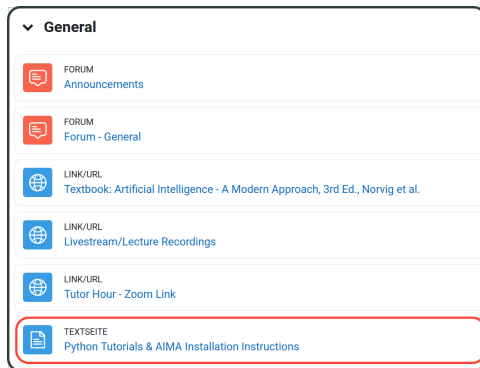 General
FORUM
Announcements
FORUM
Forum - General
LINK/URL
Textbook: Artificial Intelligence - A Modern Approach, 3rd Ed., Norvig et al.
LINK/URL
Livestream/Lecture Recordings
LINK/URL
Tutor Hour - Zoom Link
TEXTSEITE
Python Tutorials & AIMA Installation Instructions